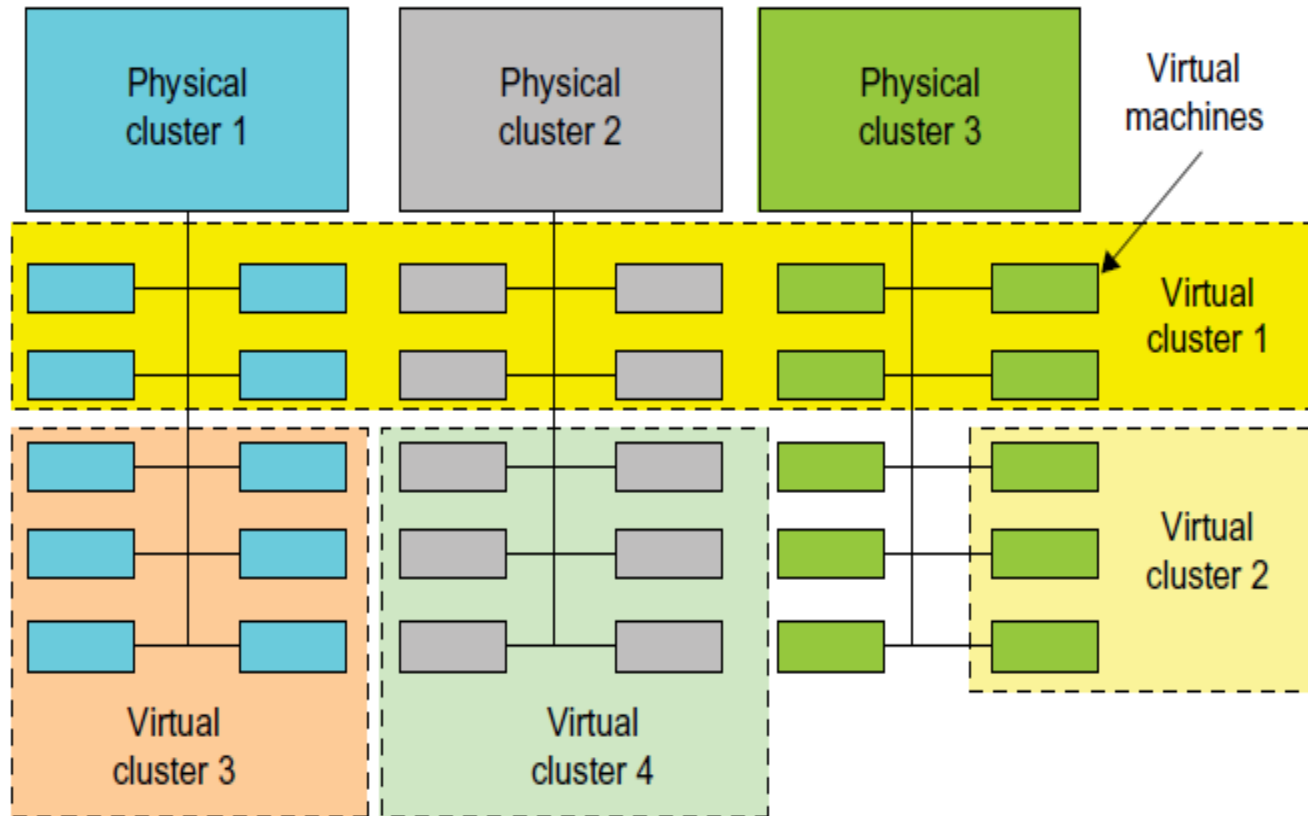 Physical
cluster 1
Physical
cluster 2
Physical
cluster 3
Virtual
machines
Virtual
cluster 1
Virtual
cluster 2
Virtual
cluster 3
Virtual
cluster 4